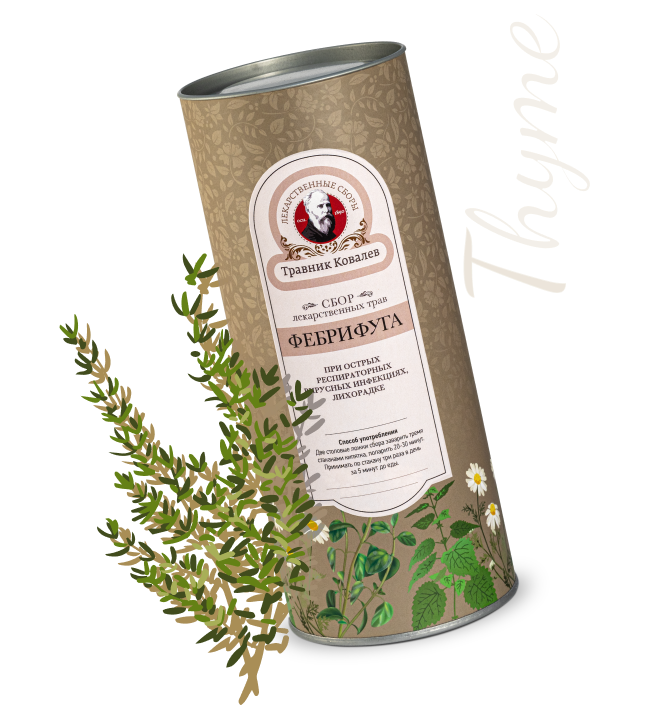 Thyme
ЛЕКАРСТВЕННЫЕ СБОРЫ
Травник Ковалев
СБОР
лекарственных трав
ФЕБРИФУГА
ПРИ ОСТРЫХ
РЕСПИРАТОРНЫХ
ВИРУСНЫХ ИНФЕКЦИЯХ,
ЛИХОРАДКЕ
Способ употребления
Две столовые ложки сбора заварить тремя
стаканами кипятка, попарить 20-30 минут.
Принимать по стакану три раза в день
за 5 минут до еды.